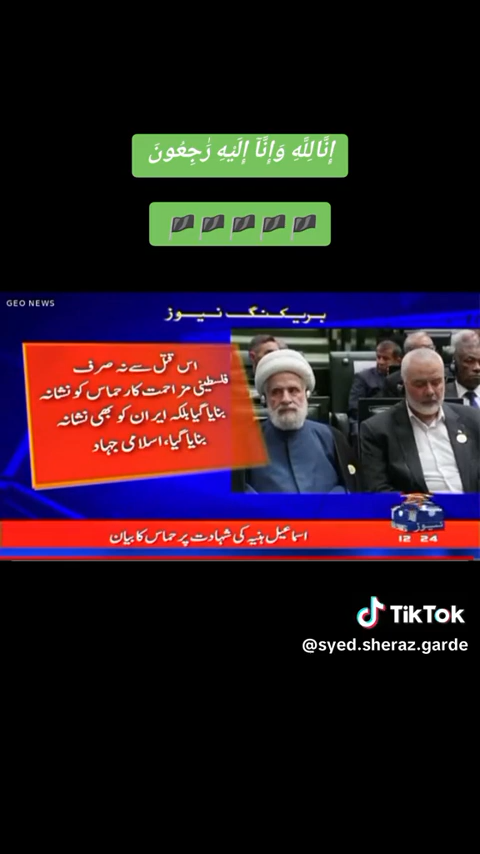 إِنَّالِلَّٰهِ وَإِنَّآ إِلَيْهِ رَٰجِعُونَ
GEO NEWS
بریکنگ نیوز
اس قتل سے نہ صرف
فلسطینی مزاحمت کار حماس کو نشانہ
بنایا گیا بلکہ ایران کو بھی نشانہ
بنایا گیا، اسلامی جہاد
نیوز
12 24
اسماعیل ہنیہ کی شہادت پر حماس کا بیان
TikTok
@syed.sheraz.garde